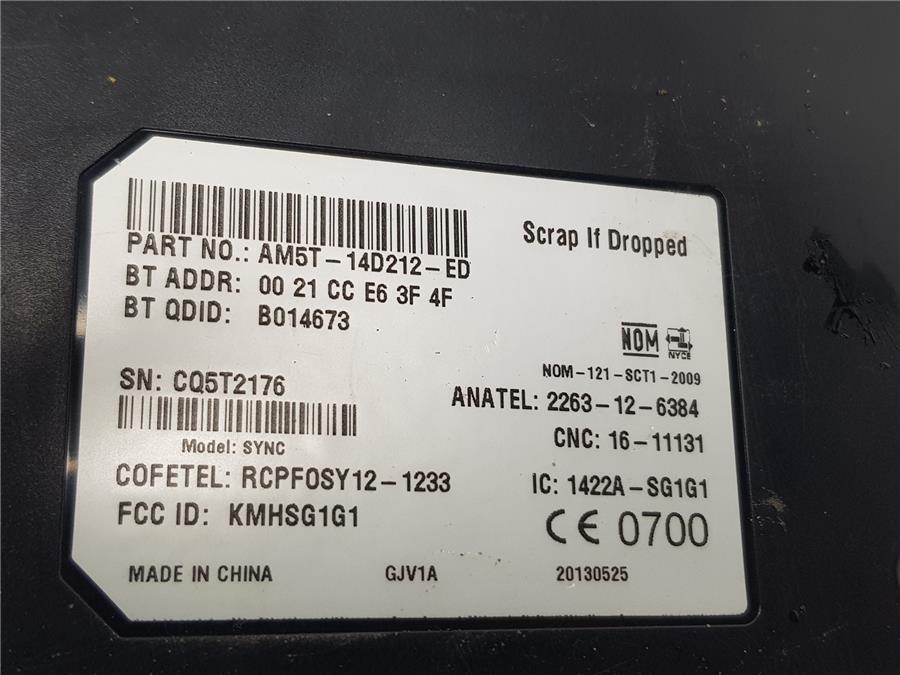 PART NO.: AM5T-14D212-ED
BT ADDR: 00 21 CC E6 3F 4F
BT QDID: B014673
Scrap If Dropped
NOM NYCE
NOM-121-SCT1-2009
SN: CQ5T2176
ANATEL: 2263-12-6384
CNC: 16-11131
Model: SYNC
COFETEL: RCPFOSY12-1233
IC: 1422A-SG1G1
FCC ID: KMHSG1G1
CE 0700
MADE IN CHINA GJV1A 20130525